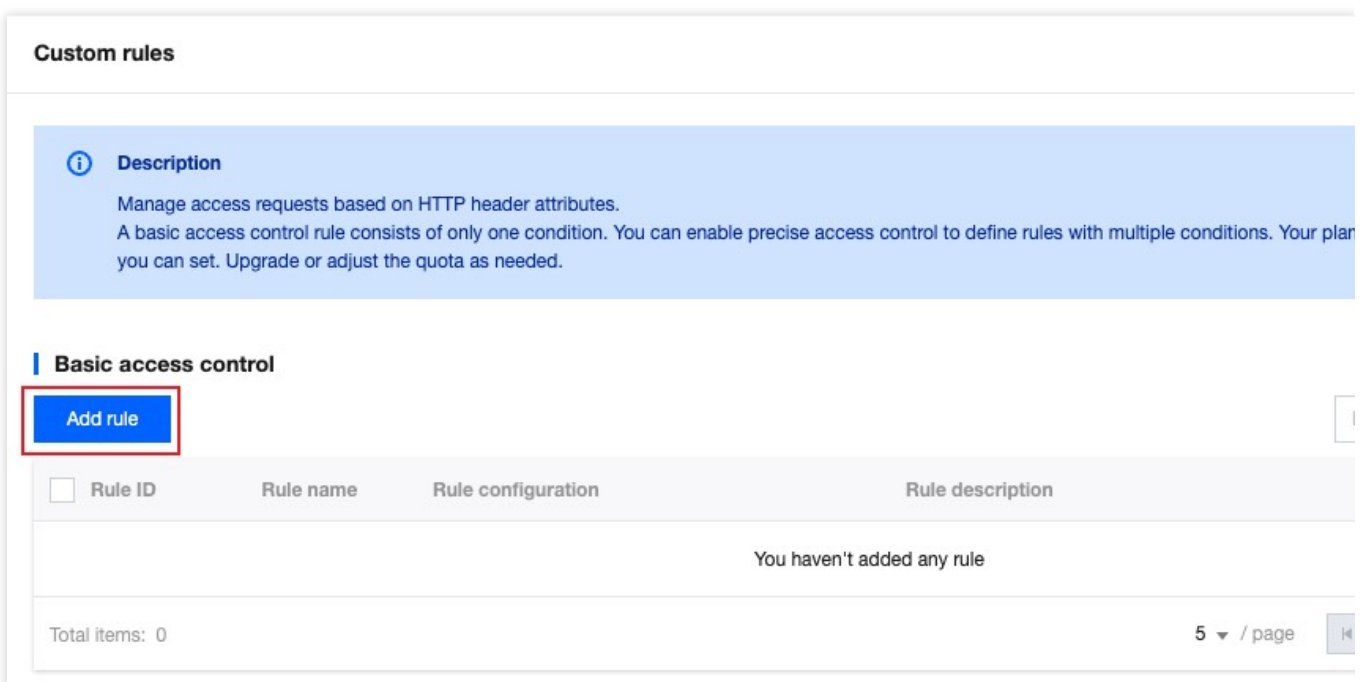 Custom rules
Description
Manage access requests based on HTTP header attributes.
A basic access control rule consists of only one condition. You can enable precise access control to define rules with multiple conditions. Your plan
you can set. Upgrade or adjust the quota as needed.
Basic access control
Add rule
Rule ID Rule name Rule configuration Rule description
You haven't added any rule
Total items: 0 5 / page